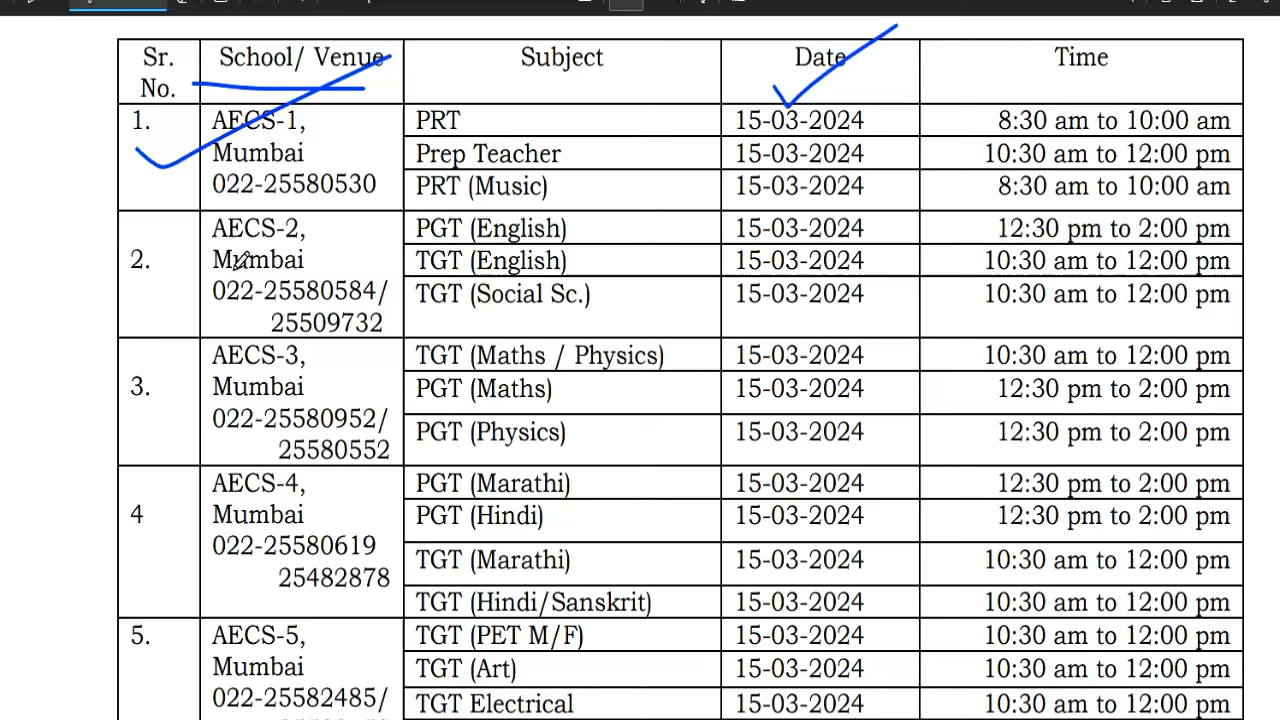 Sr. No. School/ Venue Subject Date Time
1. AECS-1, Mumbai 022-25580530 PRT 15-03-2024 8:30 am to 10:00 am
Prep Teacher 15-03-2024 10:30 am to 12:00 pm
PRT (Music) 15-03-2024 8:30 am to 10:00 am
2. AECS-2, Mumbai 022-25580584/ 25509732 PGT (English) 15-03-2024 12:30 pm to 2:00 pm
TGT (English) 15-03-2024 10:30 am to 12:00 pm
TGT (Social Sc.) 15-03-2024 10:30 am to 12:00 pm
3. AECS-3, Mumbai 022-25580952/ 25580552 TGT (Maths / Physics) 15-03-2024 10:30 am to 12:00 pm
PGT (Maths) 15-03-2024 12:30 pm to 2:00 pm
PGT (Physics) 15-03-2024 12:30 pm to 2:00 pm
4 AECS-4, Mumbai 022-25580619 25482878 PGT (Marathi) 15-03-2024 12:30 pm to 2:00 pm
PGT (Hindi) 15-03-2024 12:30 pm to 2:00 pm
TGT (Marathi) 15-03-2024 10:30 am to 12:00 pm
TGT (Hindi/Sanskrit) 15-03-2024 10:30 am to 12:00 pm
5. AECS-5, Mumbai 022-25582485/ TGT (PET M/F) 15-03-2024 10:30 am to 12:00 pm
TGT (Art) 15-03-2024 10:30 am to 12:00 pm
TGT Electrical 15-03-2024 10:30 am to 12:00 pm